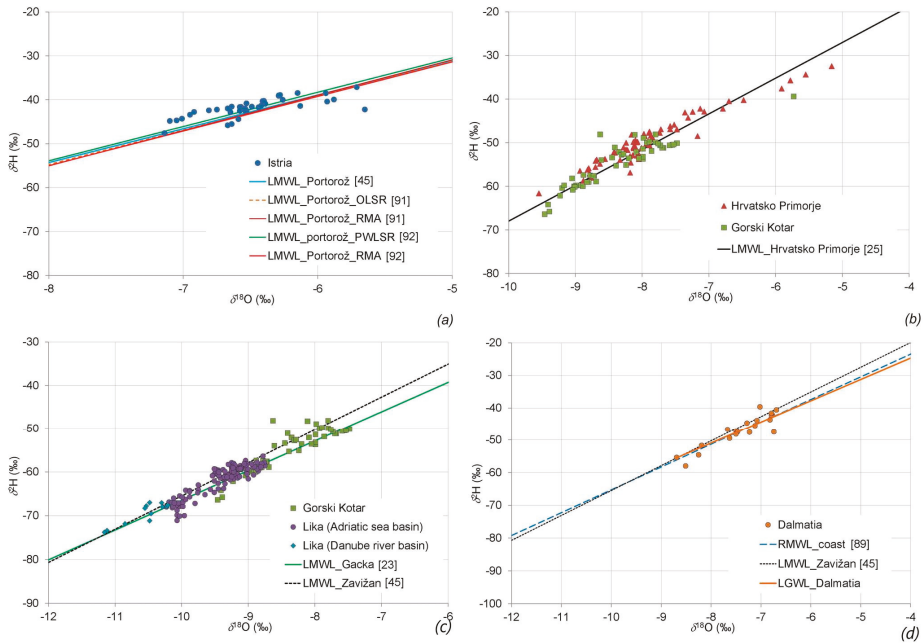 -20
-30
-40
-50
-60
-70
-80
-8
-7
-6
-5
δ²H (‰)
δ¹⁸O (‰)
Istria
LMWL_Portorož [45]
LMWL_Portorož_OLSR [91]
LMWL_Portorož_RMA [91]
LMWL_portorož_PWLSR [92]
LMWL_Portorož_RMA [92]
(a)
-20
-30
-40
-50
-60
-70
-80
-10
-9
-8
-7
-6
-5
-4
δ²H (‰)
δ¹⁸O (‰)
Hrvatsko Primorje
Gorski Kotar
LMWL_Hrvatsko Primorje [25]
(b)
-30
-40
-50
-60
-70
-80
-90
-12
-11
-10
-9
-8
-7
-6
δ²H (‰)
δ¹⁸O (‰)
Gorski Kotar
Lika (Adriatic sea basin)
Lika (Danube river basin)
LMWL_Gacka [23]
LMWL_Zavižan [45]
(c)
-20
-30
-40
-50
-60
-70
-80
-90
-100
-12
-11
-10
-9
-8
-7
-6
-5
-4
δ²H (‰)
δ¹⁸O (‰)
Dalmatia
RMWL_coast [89]
LMWL_Zavižan [45]
LGWL_Dalmatia
(d)